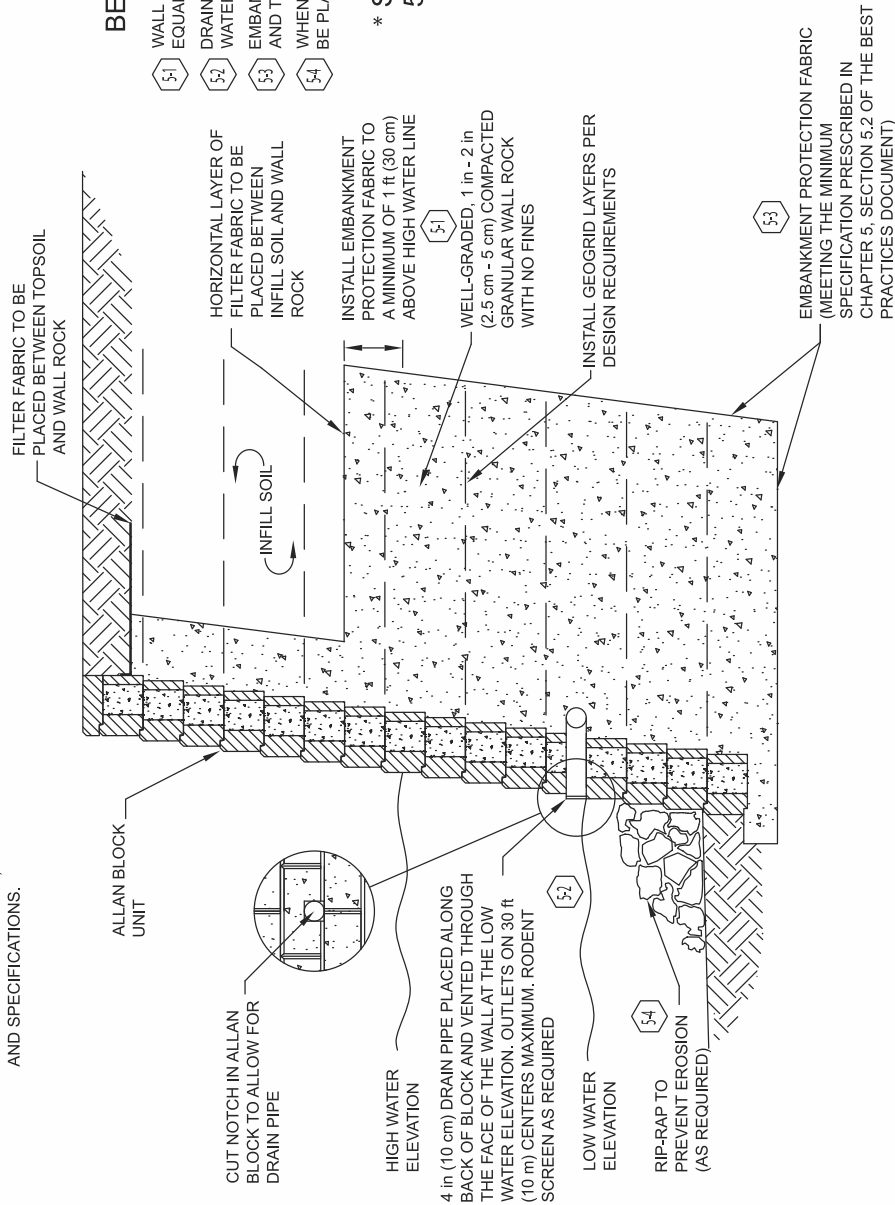 AND SPECIFICATIONS.
FILTER FABRIC TO BE
PLACED BETWEEN TOPSOIL
AND WALL ROCK
ALLAN BLOCK
UNIT
CUT NOTCH IN ALLAN
BLOCK TO ALLOW FOR
DRAIN PIPE
HIGH WATER
ELEVATION
4 in (10 cm) DRAIN PIPE PLACED ALONG
BACK OF BLOCK AND VENTED THROUGH
THE FACE OF THE WALL AT THE LOW
WATER ELEVATION. OUTLETS ON 30 ft
(10 m) CENTERS MAXIMUM. RODENT
SCREEN AS REQUIRED
5-2
LOW WATER
ELEVATION
5-4
RIP-RAP TO
PREVENT EROSION
(AS REQUIRED)
INFILL SOIL
HORIZONTAL LAYER OF
FILTER FABRIC TO BE
PLACED BETWEEN
INFILL SOIL AND WALL
ROCK
INSTALL EMBANKMENT
PROTECTION FABRIC TO
A MINIMUM OF 1 ft (30 cm)
ABOVE HIGH WATER LINE
5-1
WELL-GRADED, 1 in - 2 in
(2.5 cm - 5 cm) COMPACTED
GRANULAR WALL ROCK
WITH NO FINES
INSTALL GEOGRID LAYERS PER
DESIGN REQUIREMENTS
5-3
EMBANKMENT PROTECTION FABRIC
(MEETING THE MINIMUM
SPECIFICATION PRESCRIBED IN
CHAPTER 5, SECTION 5.2 OF THE BEST
PRACTICES DOCUMENT)
BE
5-1 WALL
EQUA
5-2 DRAIN
WATER
5-3 EMBAN
AND T
5-4 WHEN
BE PLA
* S
5